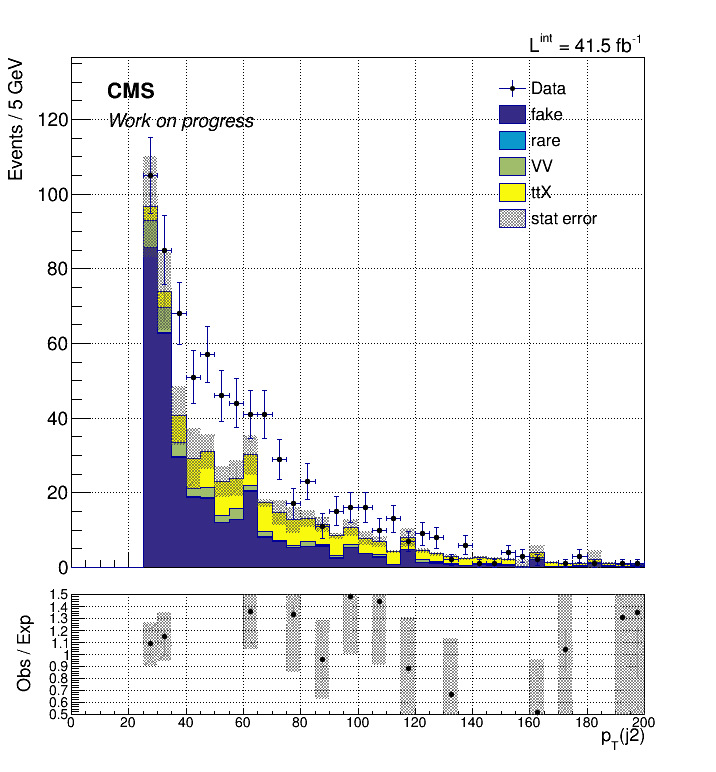 L^int = 41.5 fb^-1
Events / 5 GeV
CMS
Work on progress
Data
fake
rare
VV
ttX
stat error
120
100
80
60
40
20
0
Obs / Exp
1.5
1.4
1.3
1.2
1.1
1
0.9
0.8
0.7
0.6
0.5
0 20 40 60 80 100 120 140 160 180 200
p_T(j2)